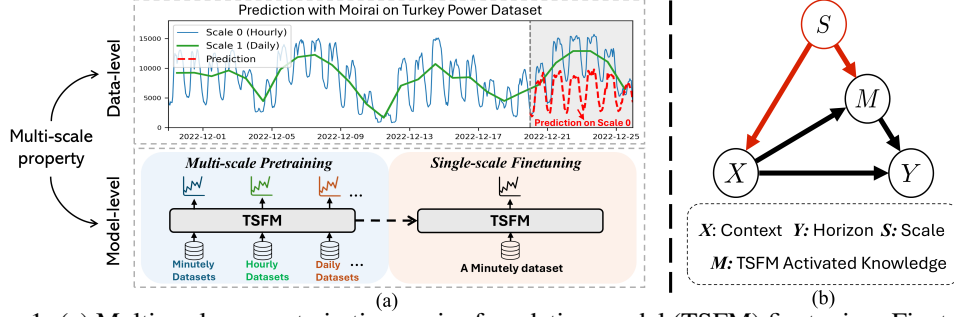 Prediction with Moirai on Turkey Power Dataset
Scale 0 (Hourly)
Scale 1 (Daily)
Prediction
15000
10000
5000
0
2022-12-01
2022-12-05
2022-12-09
2022-12-13
2022-12-17
2022-12-21
2022-12-25
Prediction on Scale 0
Data-level
Multi-scale
property
Model-level
Multi-scale Pretraining
Single-scale Finetuning
...
TSFM
TSFM
Minutely
Datasets
Hourly
Datasets
Daily
Datasets
...
A Minutely dataset
(a)
S
M
X
Y
X: Context Y: Horizon S: Scale
M: TSFM Activated Knowledge
(b)